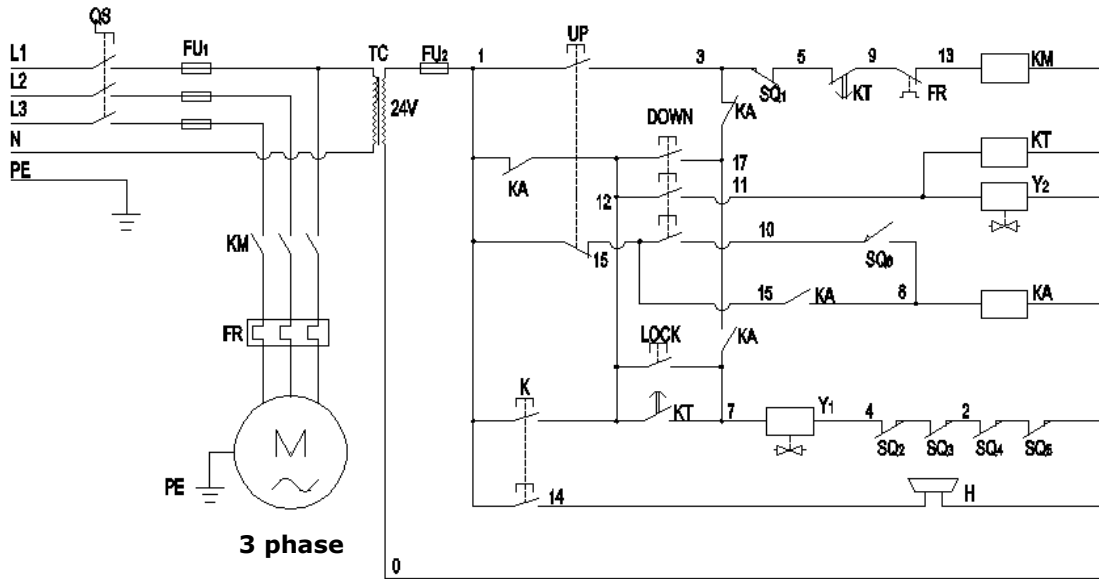 QS
L1
L2
L3
N
PE
FU1
TC
24V
FU2
1
UP
3
5
9
13
KM
SQ1
KT
FR
DOWN
KA
17
KT
KA
12
11
Y2
15
10
SQ0
15
KA
8
KA
KM
FR
LOCK
KA
K
KT
7
Y1
4
2
SQ2
SQ3
SQ4
SQ5
M
PE
14
H
3 phase
0